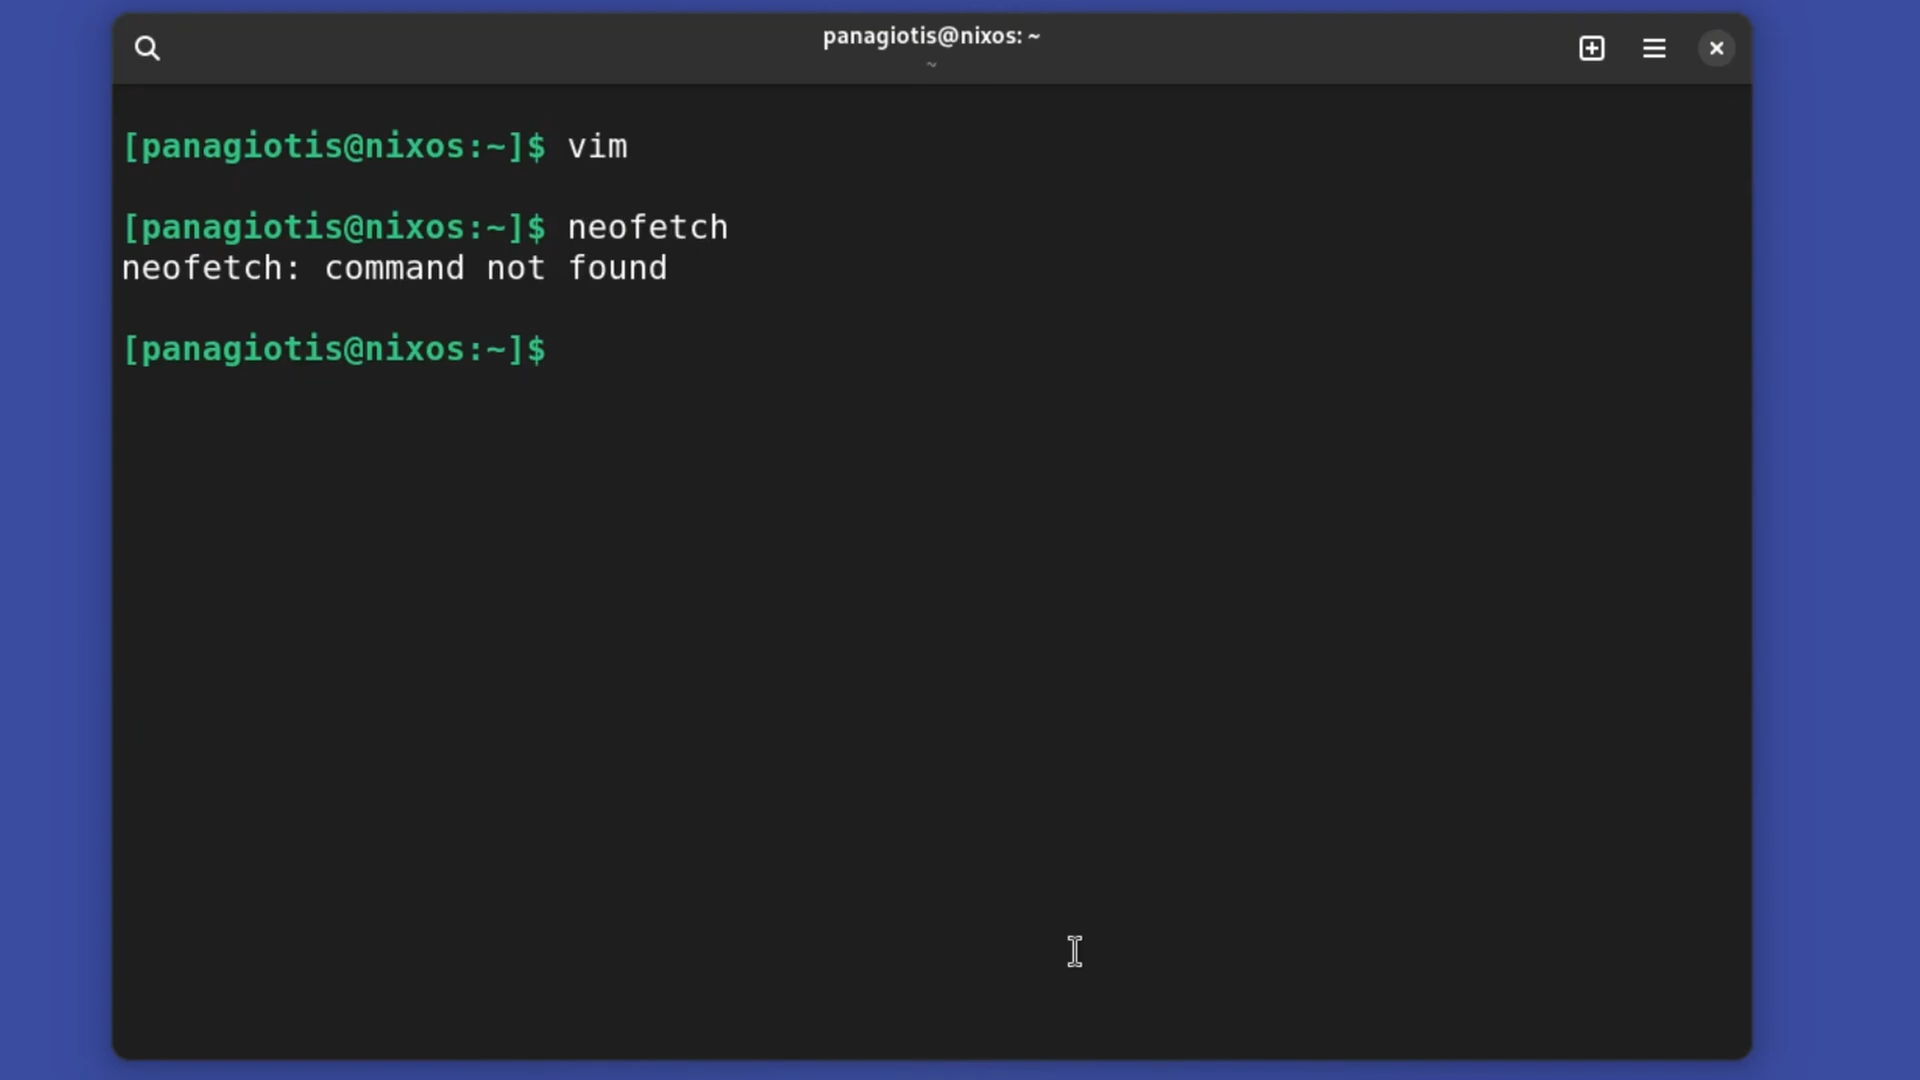 panagiotis@nixos: ~
~
[panagiotis@nixos:~]$ vim
[panagiotis@nixos:~]$ neofetch
neofetch: command not found
[panagiotis@nixos:~]$